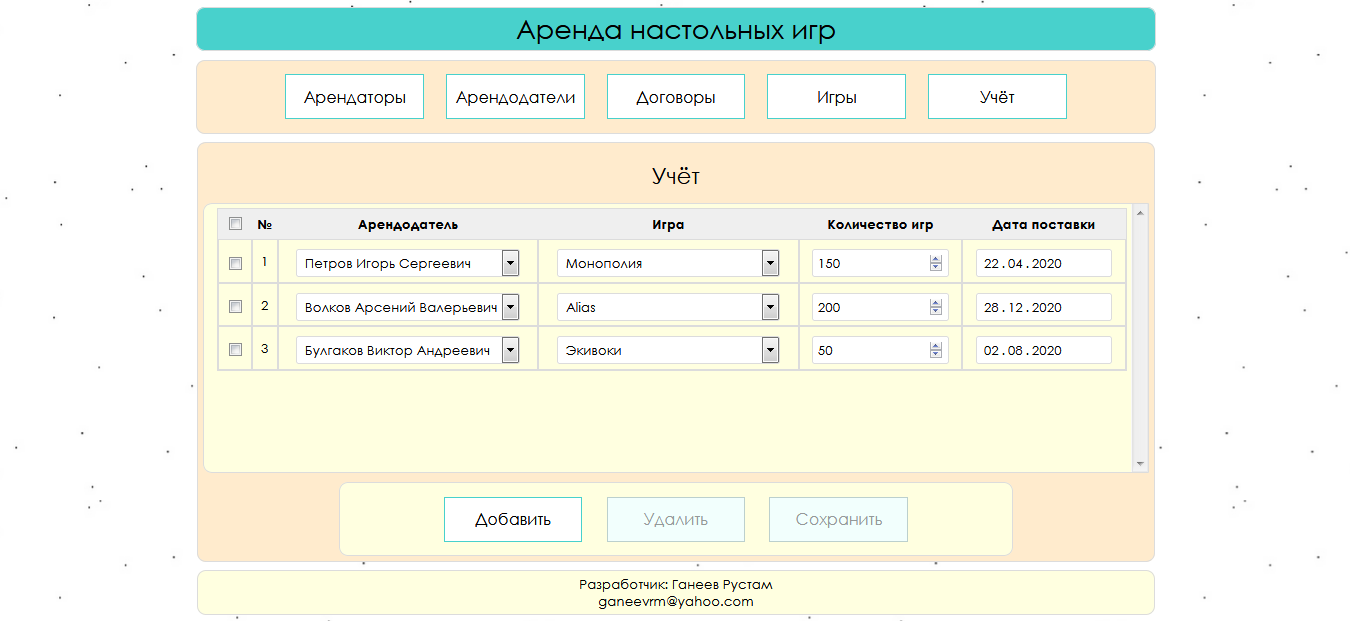 Аренда настольных игр
Арендаторы Арендодатели Договоры Игры Учёт
Учёт
№ Арендодатель Игра Количество игр Дата поставки
1 Петров Игорь Сергеевич Монополия 150 22.04.2020
2 Волков Арсений Валерьевич Alias 200 28.12.2020
3 Булгаков Виктор Андреевич Экивоки 50 02.08.2020
Добавить Удалить Сохранить
Разработчик: Ганеев Рустам
ganeevrm@yahoo.com